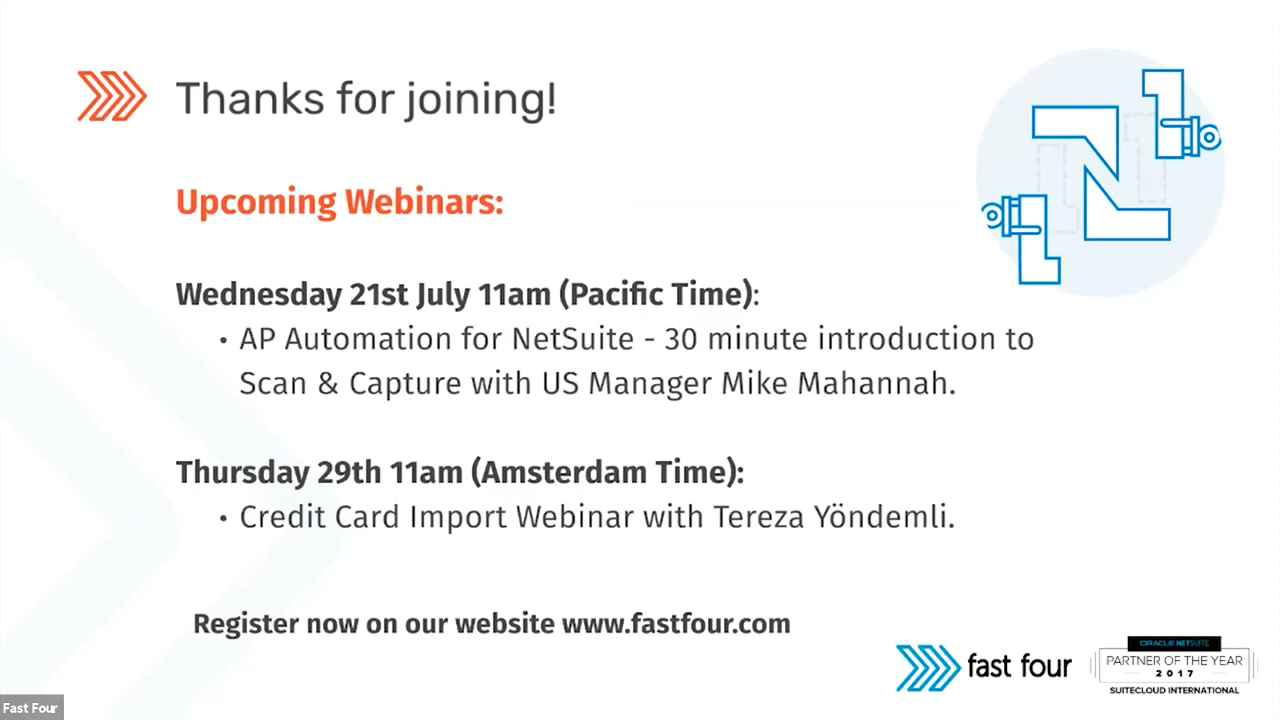 Thanks for joining!
Upcoming Webinars:
Wednesday 21st July 11am (Pacific Time):
• AP Automation for NetSuite - 30 minute introduction to
Scan & Capture with US Manager Mike Mahannah.
Thursday 29th 11am (Amsterdam Time):
• Credit Card Import Webinar with Tereza Yöndemli.
Register now on our website www.fastfour.com
fast four
ORACLE NETSUITE
PARTNER OF THE YEAR
2017
SUITECLOUD INTERNATIONAL
Fast Four